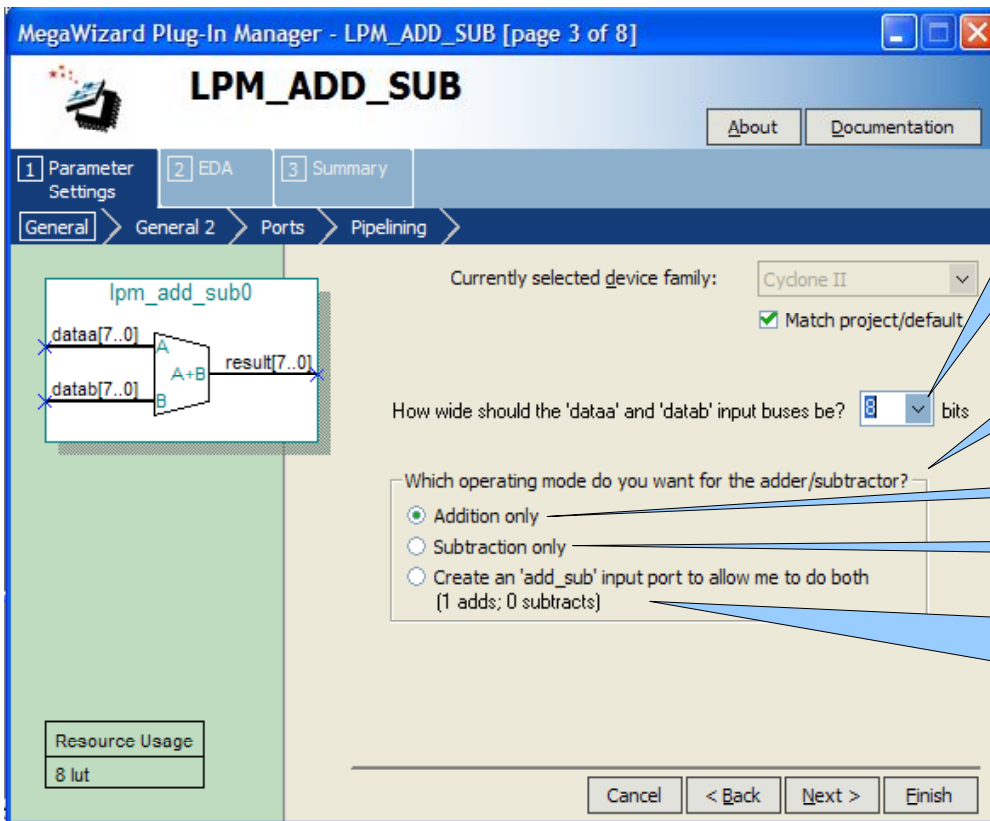 MegaWizard Plug-In Manager - LPM_ADD_SUB [page 3 of 8]
LPM_ADD_SUB
About
Documentation
1 Parameter
Settings
2 EDA
3 Summary
General
General 2
Ports
Pipelining
lpm_add_sub0
dataa[7..0]
A
A+B
result[7..0]
datab[7..0]
B
Currently selected device family:
Cyclone II
Match project/default
How wide should the 'dataa' and 'datab' input buses be?
8
bits
Which operating mode do you want for the adder/subtractor?
Addition only
Subtraction only
Create an 'add_sub' input port to allow me to do both
(1 adds; 0 subtracts)
Resource Usage
8 lut
Cancel
< Back
Next >
Finish